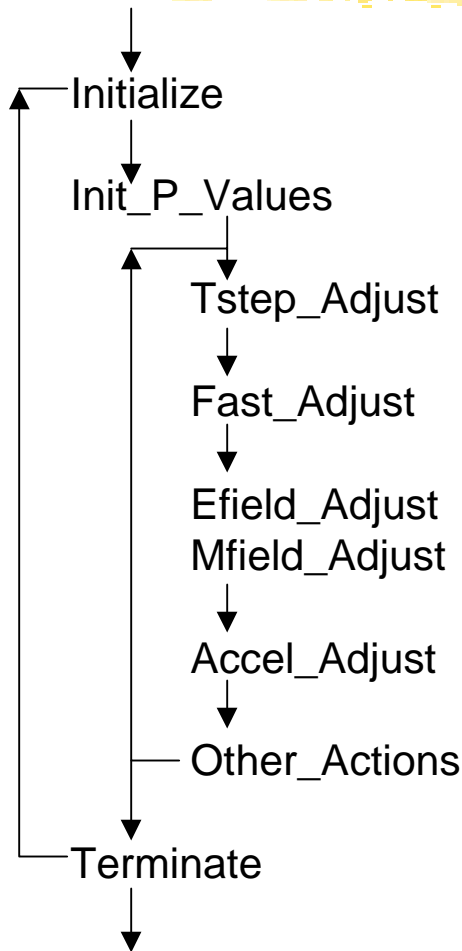 Initialize
Init_P_Values
Tstep_Adjust
Fast_Adjust
Efield_Adjust
Mfield_Adjust
Accel_Adjust
Other_Actions
Terminate